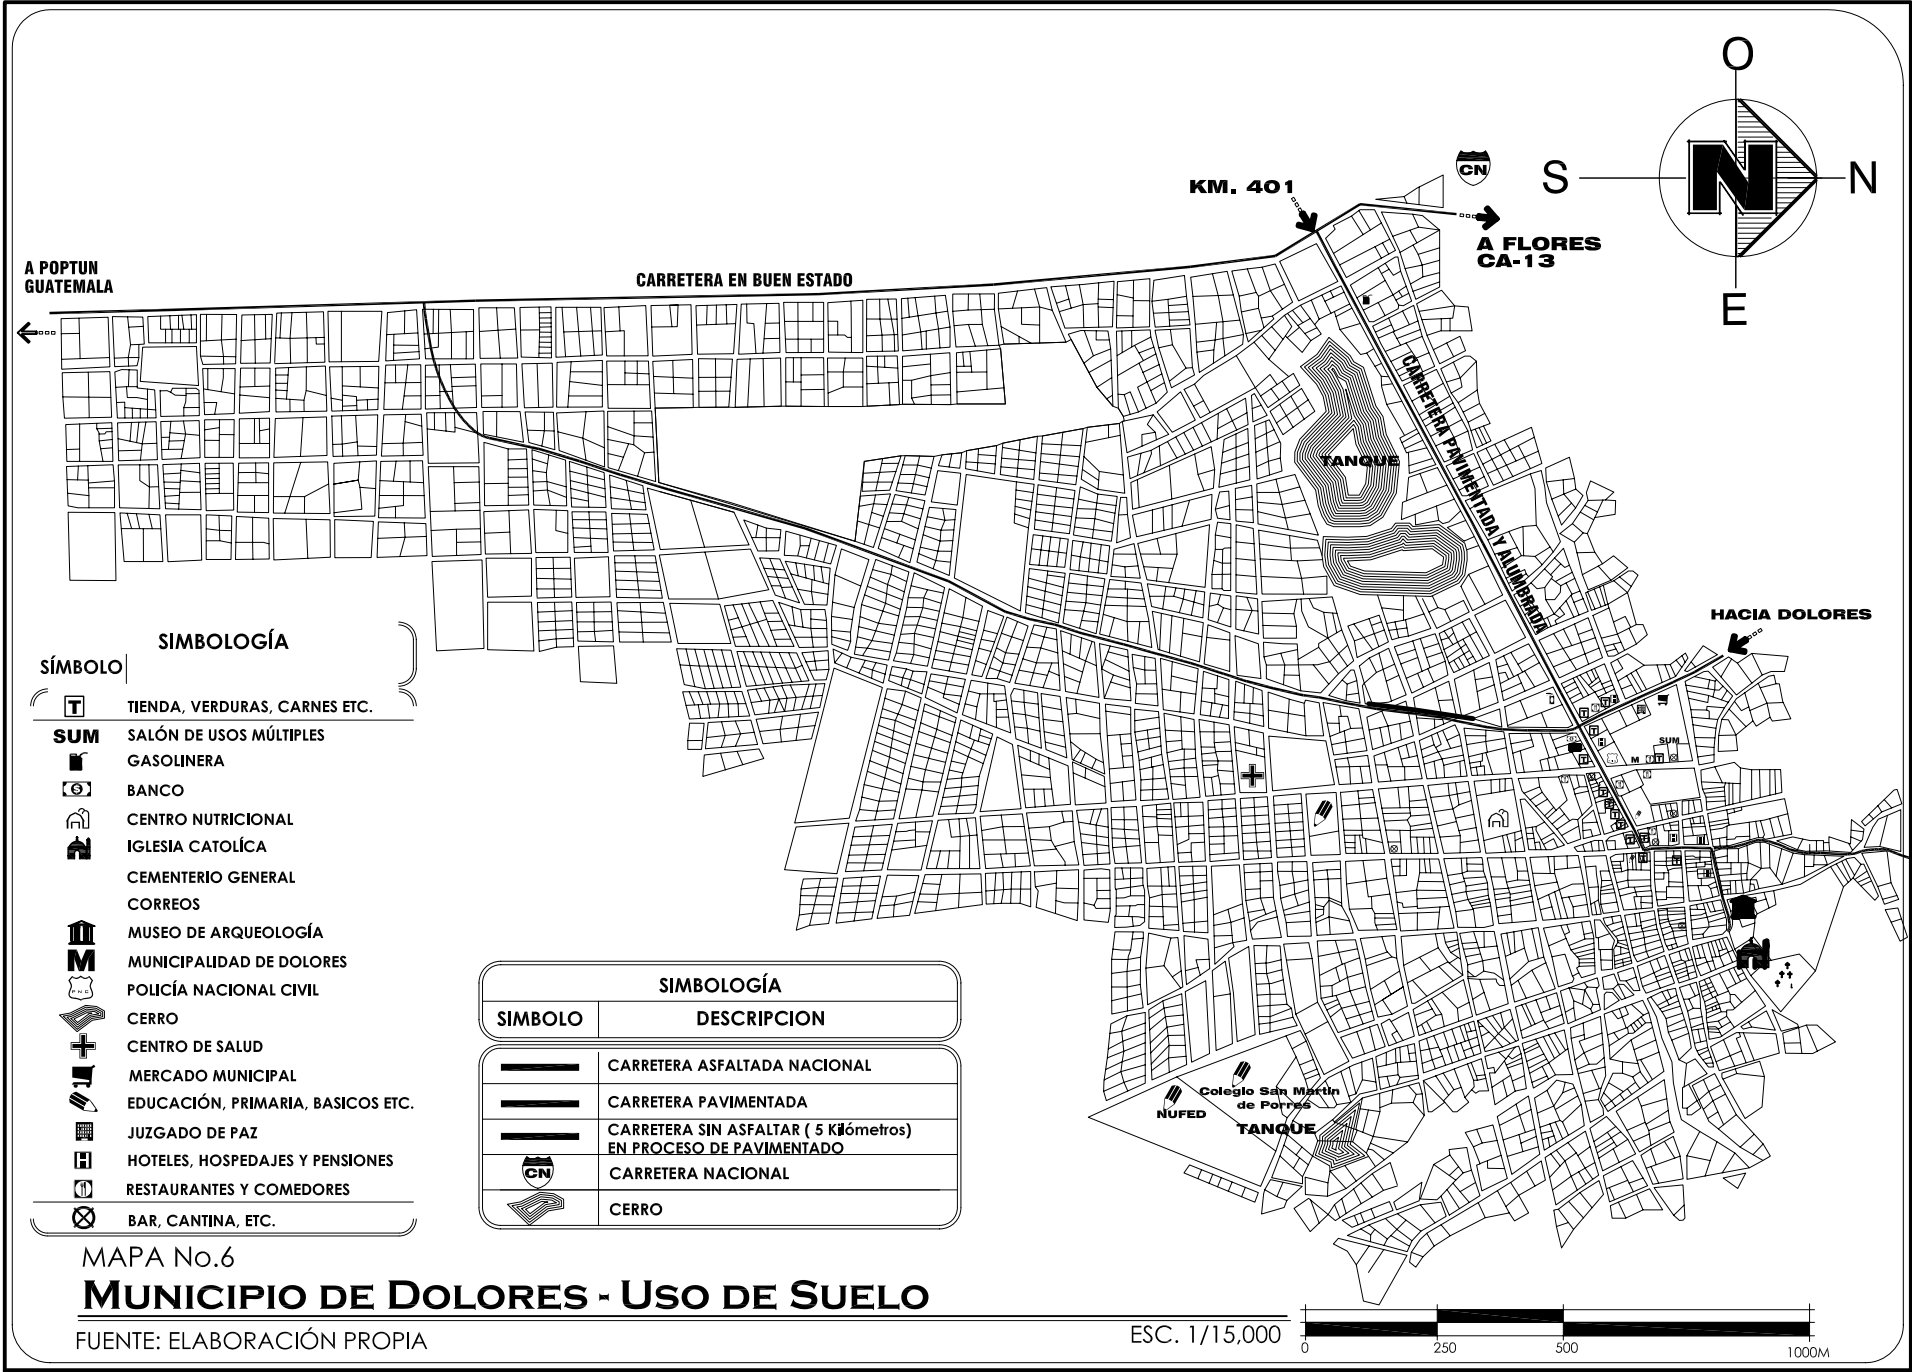 O
S
N
N
E
CN
KM. 401
A FLORES
CA-13
A POPTUN
GUATEMALA
CARRETERA EN BUEN ESTADO
CARRETERA PAVIMENTADA Y ALUMBRADA
TANQUE
HACIA DOLORES
SUM
M
Colegio San Martin
de Porres
NUFED
TANQUE
SIMBOLOGÍA
SÍMBOLO
T TIENDA, VERDURAS, CARNES ETC.
SUM SALÓN DE USOS MÚLTIPLES
GASOLINERA
BANCO
CENTRO NUTRICIONAL
IGLESIA CATOLÍCA
CEMENTERIO GENERAL
CORREOS
MUSEO DE ARQUEOLOGÍA
M MUNICIPALIDAD DE DOLORES
PNC POLICÍA NACIONAL CIVIL
CERRO
CENTRO DE SALUD
MERCADO MUNICIPAL
EDUCACIÓN, PRIMARIA, BASICOS ETC.
JUZGADO DE PAZ
H HOTELES, HOSPEDAJES Y PENSIONES
RESTAURANTES Y COMEDORES
BAR, CANTINA, ETC.
SIMBOLOGÍA
SIMBOLO DESCRIPCION
CARRETERA ASFALTADA NACIONAL
CARRETERA PAVIMENTADA
CARRETERA SIN ASFALTAR ( 5 Kilómetros)
EN PROCESO DE PAVIMENTADO
CN CARRETERA NACIONAL
CERRO
MAPA No.6
MUNICIPIO DE DOLORES - USO DE SUELO
FUENTE: ELABORACIÓN PROPIA
ESC. 1/15,000
0 250 500 1000M